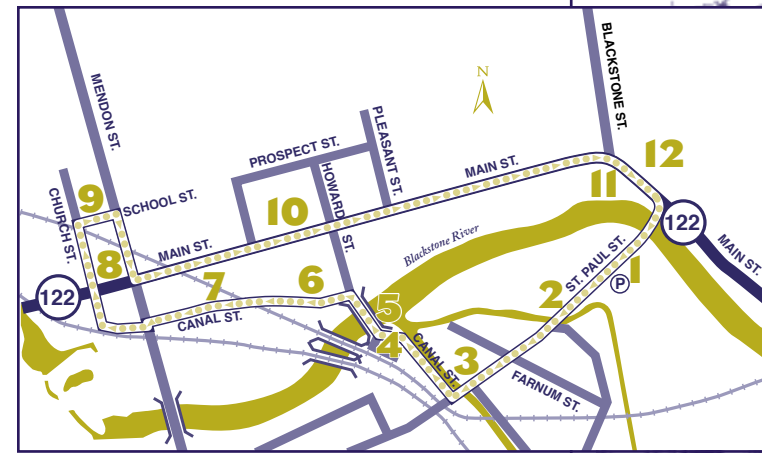 BLACKSTONE ST.
MENDON ST.
N
PLEASANT ST.
PROSPECT ST.
HOWARD ST.
MAIN ST.
12
11
9
SCHOOL ST.
CHURCH ST.
10
122
MAIN ST.
MAIN ST.
Blackstone River
8
ST. PAUL ST.
1
P
7
6
122
5
2
CANAL ST.
4
CANAL ST.
3
FARNUM ST.